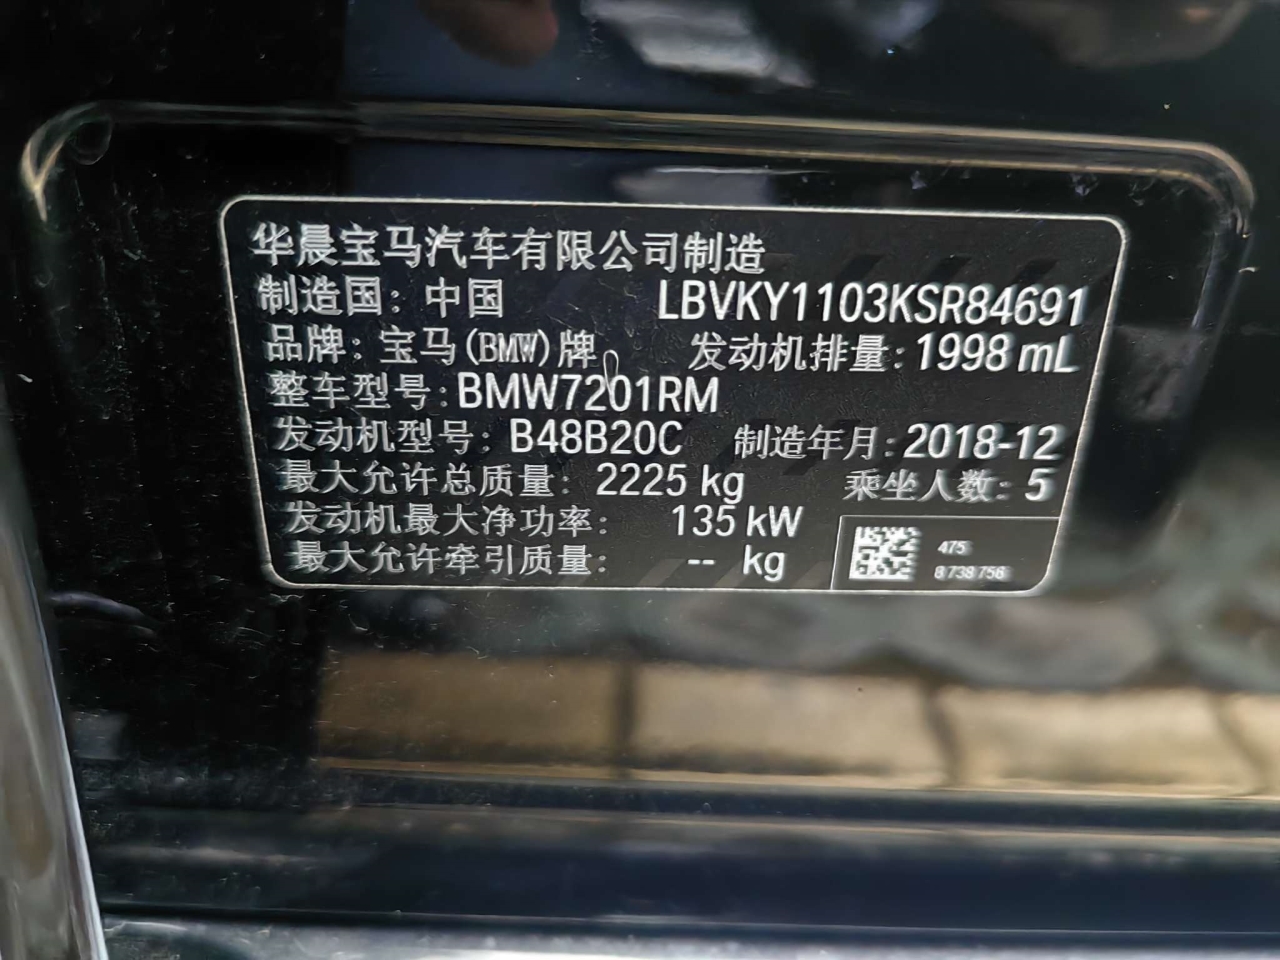 华晨宝马汽车有限公司制造
制造国：中国 LBVKY1103KSR84691
品牌：宝马(BMW)牌 发动机排量：1998 mL
整车型号：BMW7201RM
发动机型号：B48B20C 制造年月：2018-12
最大允许总质量：2225 kg 乘坐人数：5
发动机最大净功率：135 kW
最大允许牵引质量：-- kg
475
8 738 756